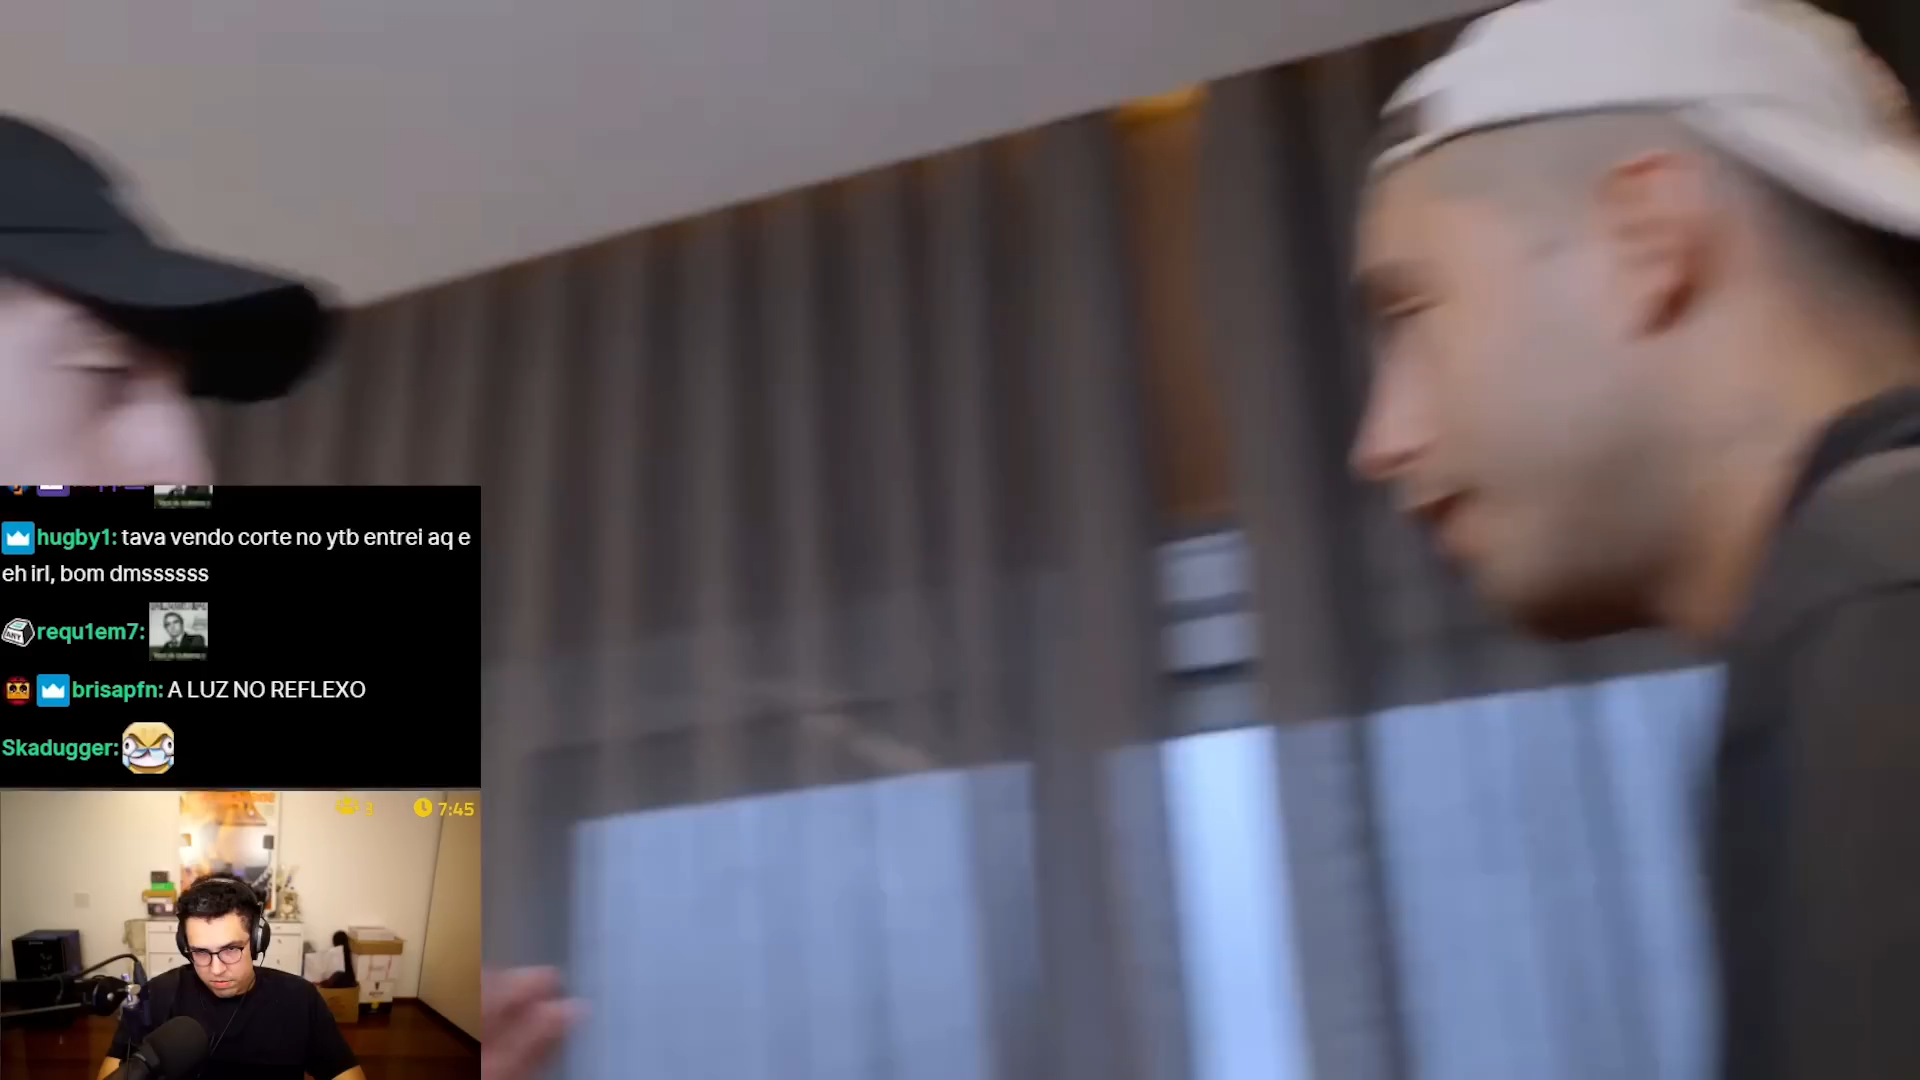 hugby1: tava vendo corte no ytb entrei aq e
eh irl, bom dmssssss
requ1em7:
brisapfn: A LUZ NO REFLEXO
Skadugger:
3
7:45